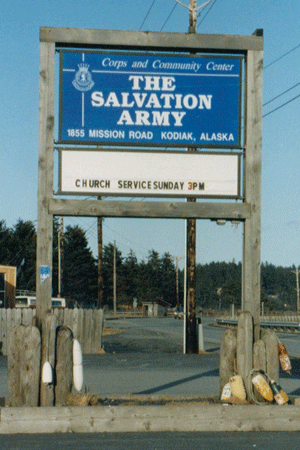 Corps and Community Center
THE
SALVATION
ARMY
1855 MISSION ROAD KODIAK, ALASKA
CHURCH SERVICE SUNDAY 3PM